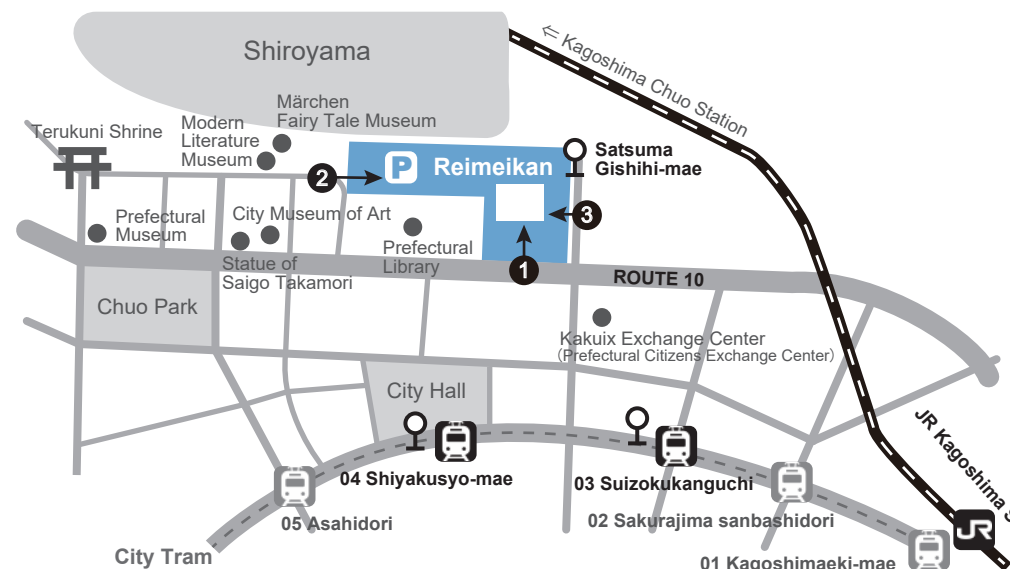 Shiroyama
⇐ Kagoshima Chuo Station
Märchen
Fairy Tale Museum
Modern
Literature
Museum
Terukuni Shrine
Satsuma
Gishihi-mae
P
Reimeikan
2
3
1
Prefectural
Museum
City Museum of Art
Statue of
Saigo Takamori
Prefectural
Library
ROUTE 10
Chuo Park
Kakuix Exchange Center
(Prefectural Citizens Exchange Center)
City Hall
JR Kagoshima S
04 Shiyakusyo-mae
03 Suizokukanguchi
05 Asahidori
02 Sakurajima sanbashidori
JR
City Tram
01 Kagoshimaeki-mae